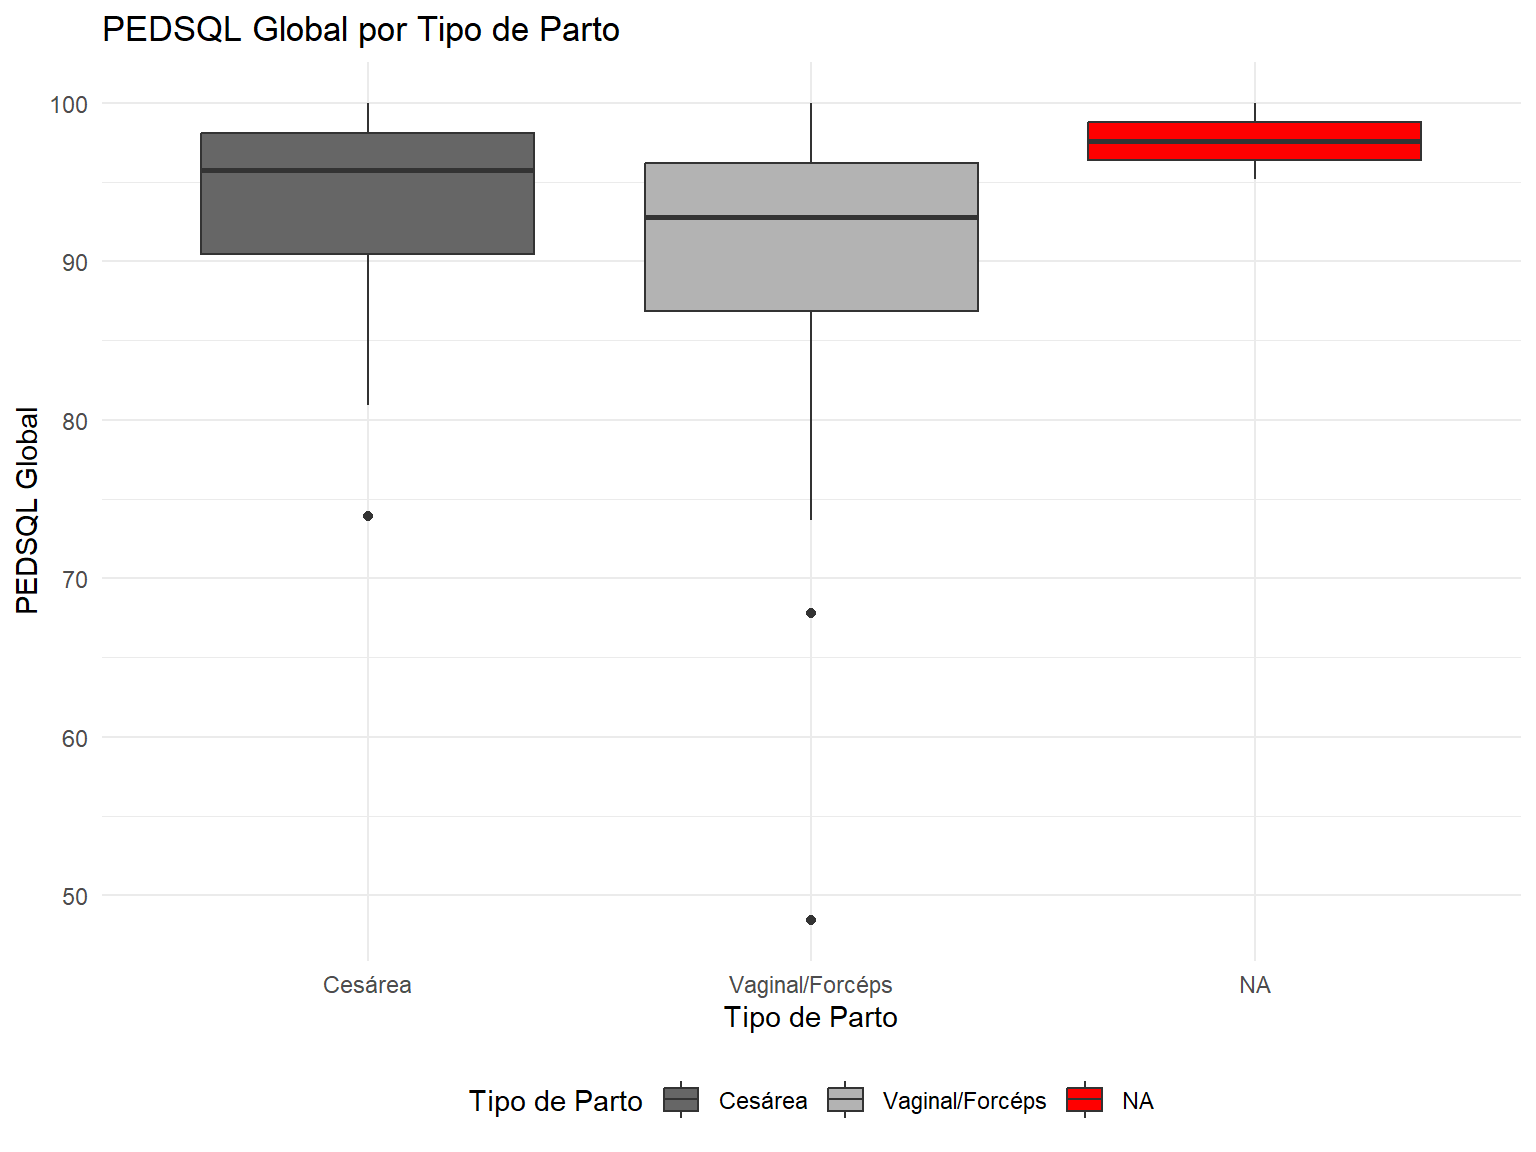 PEDSQL Global por Tipo de Parto
PEDSQL Global
100
90
80
70
60
50
Cesárea
Vaginal/Forcéps
NA
Tipo de Parto
Tipo de Parto Cesárea Vaginal/Forcéps NA